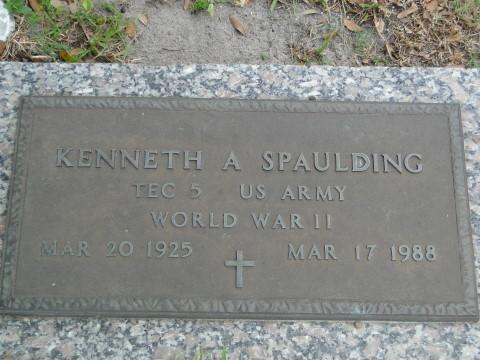 KENNETH A SPAULDING
TEC 5 US ARMY
WORLD WAR II
MAR 20 1925 MAR 17 1988